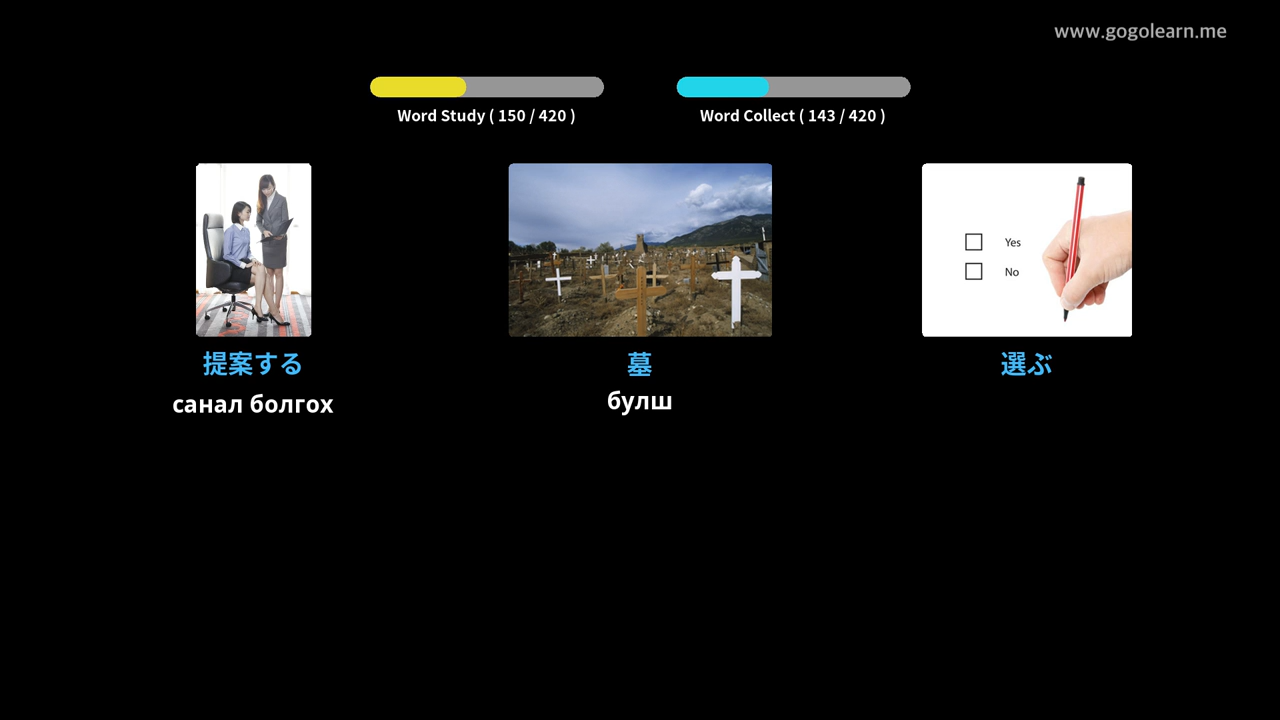 www.gogolearn.me
Word Study ( 150 / 420 )
Word Collect ( 143 / 420 )
Yes
No
提案する
墓
選ぶ
санал болгох
булш